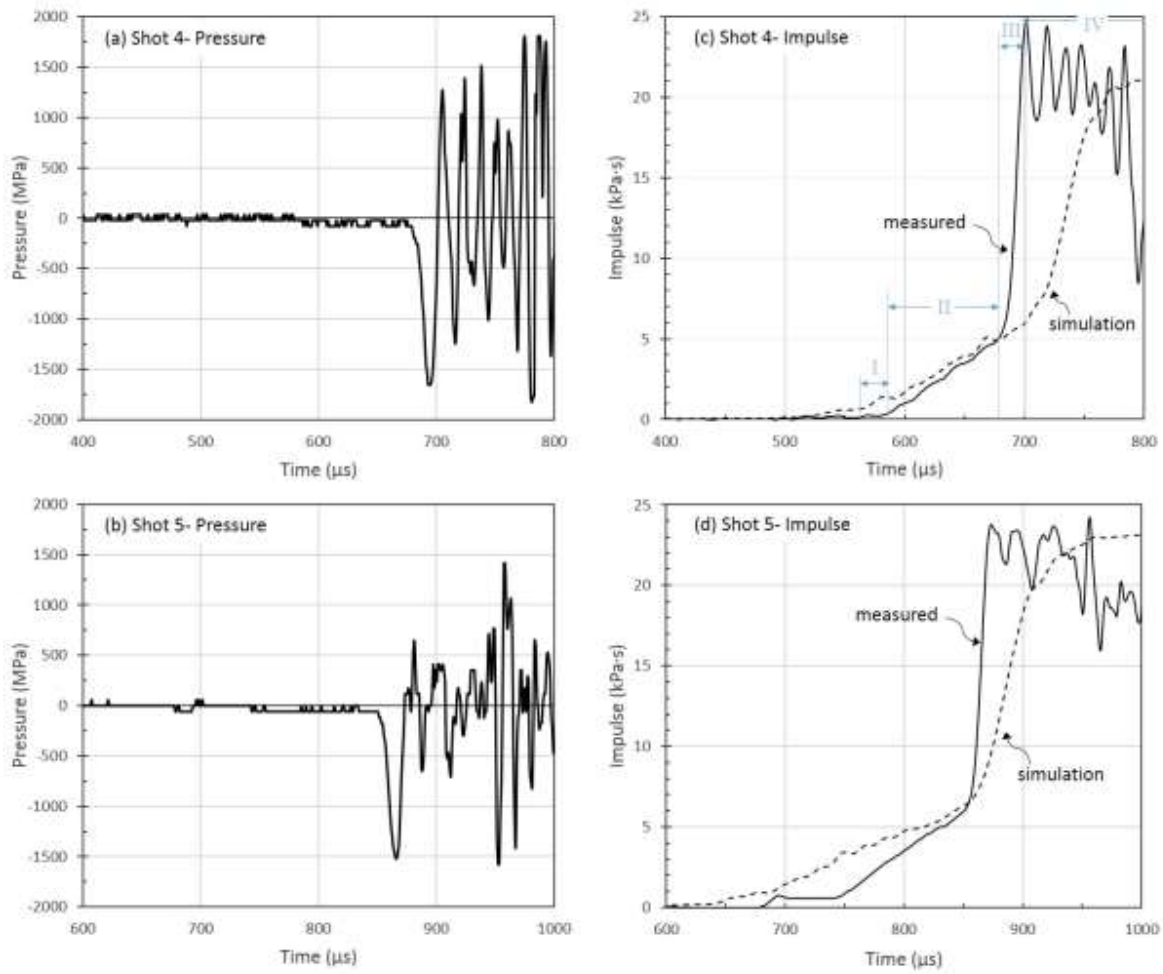 (a) Shot 4- Pressure
Pressure (MPa)
2000
1500
1000
500
0
-500
-1000
-1500
-2000
400
500
600
700
800
Time (µs)
(c) Shot 4- Impulse
Impulse (kPa·s)
25
20
15
10
5
0
I
II
III
IV
measured
simulation
400
500
600
700
800
Time (µs)
(b) Shot 5- Pressure
Pressure (MPa)
2000
1500
1000
500
0
-500
-1000
-1500
-2000
600
700
800
900
1000
Time (µs)
(d) Shot 5- Impulse
Impulse (kPa·s)
25
20
15
10
5
0
measured
simulation
600
700
800
900
1000
Time (µs)